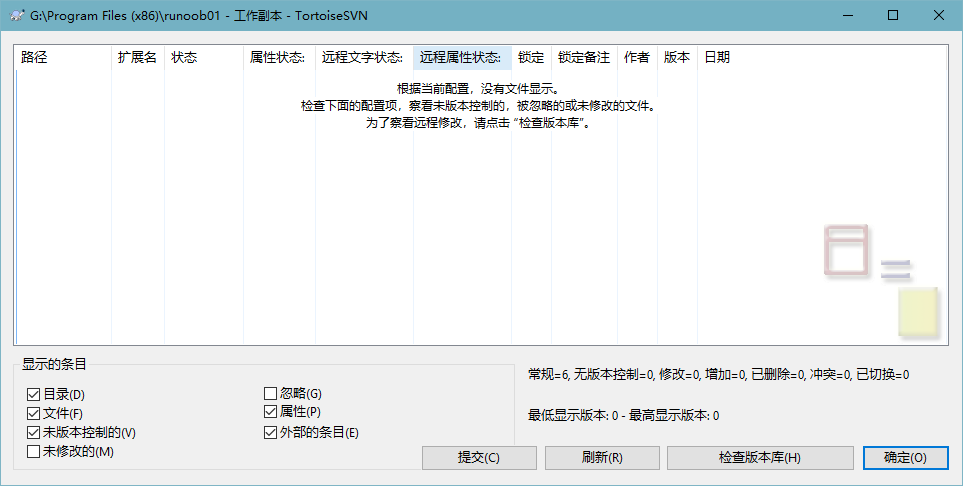 G:\Program Files (x86)\runoob01 - 工作副本 - TortoiseSVN
路径 扩展名 状态 属性状态: 远程文字状态: 远程属性状态: 锁定 锁定备注 作者 版本 日期
根据当前配置，没有文件显示。
检查下面的配置项，察看未版本控制的，被忽略的或未修改的文件。
为了察看远程修改，请点击 “检查版本库”。
显示的条目
目录(D)
文件(F)
未版本控制的(V)
未修改的(M)
忽略(G)
属性(P)
外部的条目(E)
常规=6, 无版本控制=0, 修改=0, 增加=0, 已删除=0, 冲突=0, 已切换=0
最低显示版本: 0 - 最高显示版本: 0
提交(C) 刷新(R) 检查版本库(H) 确定(O)